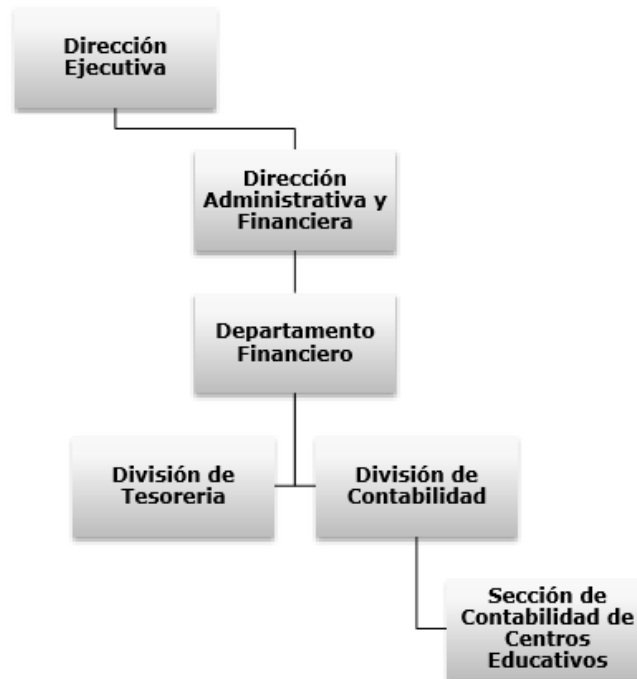 Dirección
Ejecutiva
Dirección
Administrativa y
Financiera
Departamento
Financiero
División de
Tesoreria
División de
Contabilidad
Sección de
Contabilidad de
Centros
Educativos